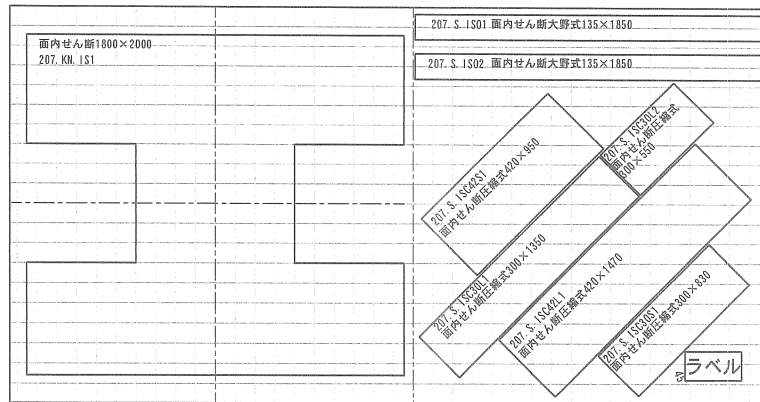 面内せん断1800×2000
207. KN. IS1
207. S. ISO1 面内せん断大野式135×1850
207. S. ISO2 面内せん断大野式135×1850
207. S. ISC42S1
面内せん断圧縮式420×950
207. S. ISC30L2
面内せん断圧縮式
300×550
207. S. ISC30L1
面内せん断圧縮式300×1350
207. S. ISC42L1
面内せん断圧縮式420×1470
207. S. ISC30S1
面内せん断圧縮式300×830
ラベル